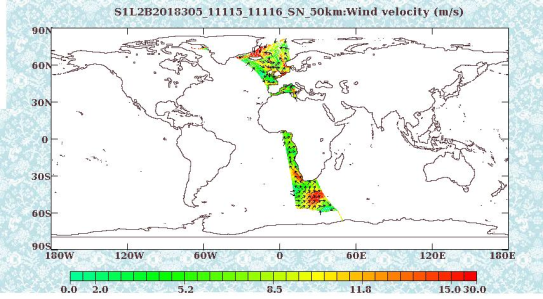 S1L2B2018305_11115_11116_SN_50km:Wind velocity (m/s)
90N
60N
30N
0
30S
60S
90S
180W 120W 60W 0 60E 120E 180E
0.0 2.0 5.2 8.5 11.8 15.0 30.0